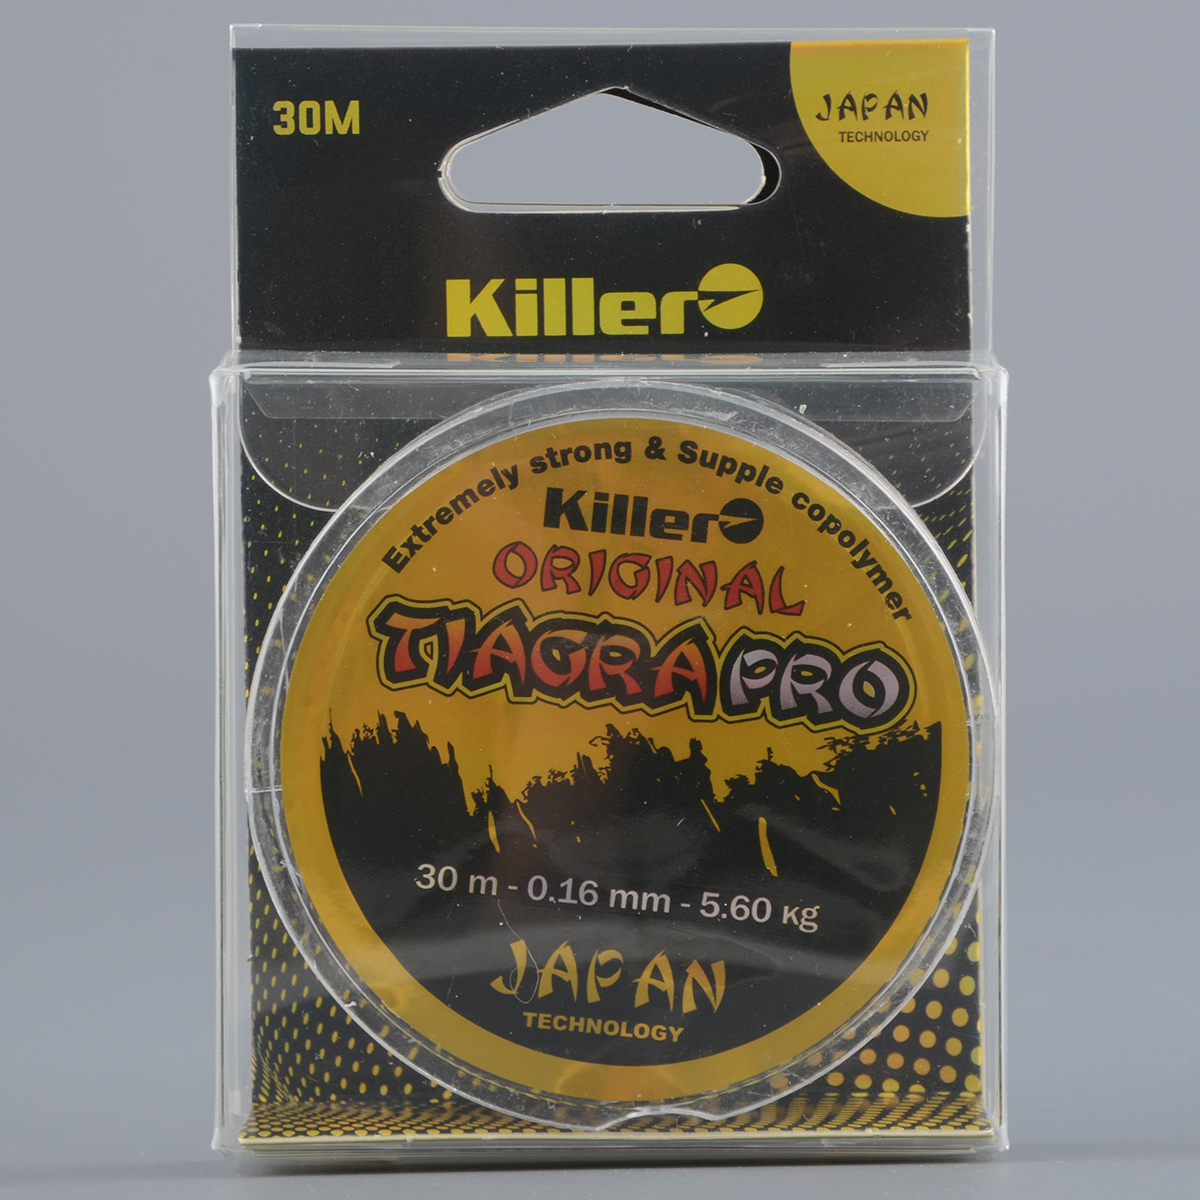 30M
JAPAN
TECHNOLOGY
Killer
Extremely strong & Supple copolymer
Killer
ORIGINAL
TIAGRA PRO
30 m - 0.16 mm - 5.60 кg
JAPAN
TECHNOLOGY